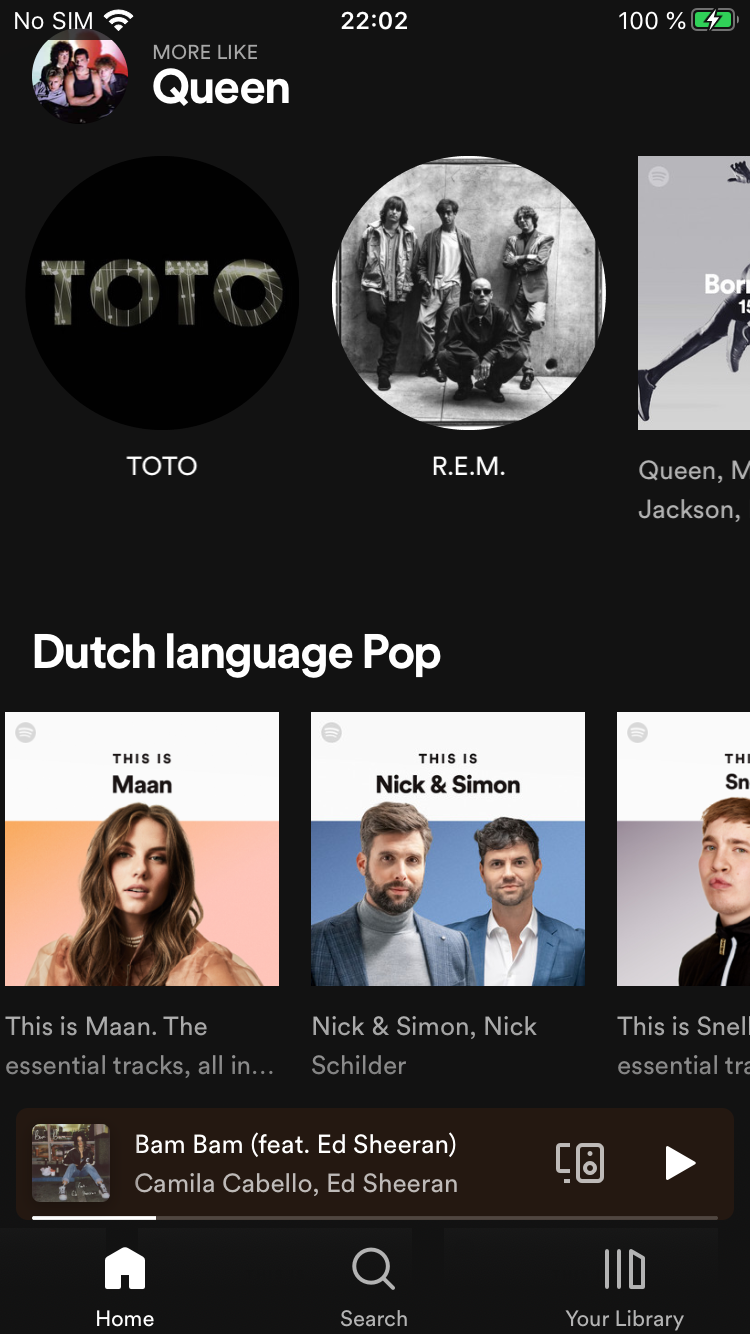 No SIM 22:02 100 %
MORE LIKE
Queen
TOTO
Bor
15
TOTO
R.E.M.
Queen, M
Jackson,
Dutch language Pop
THIS IS
Maan
THIS IS
Nick & Simon
THI
Sn
This is Maan. The
essential tracks, all in...
Nick & Simon, Nick
Schilder
This is Snel
essential tra
Bam Bam (feat. Ed Sheeran)
Camila Cabello, Ed Sheeran
Home
Search
Your Library